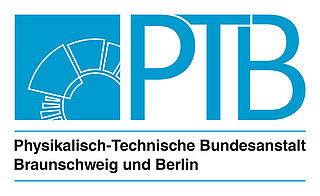 PTB
Physikalisch-Technische Bundesanstalt
Braunschweig und Berlin